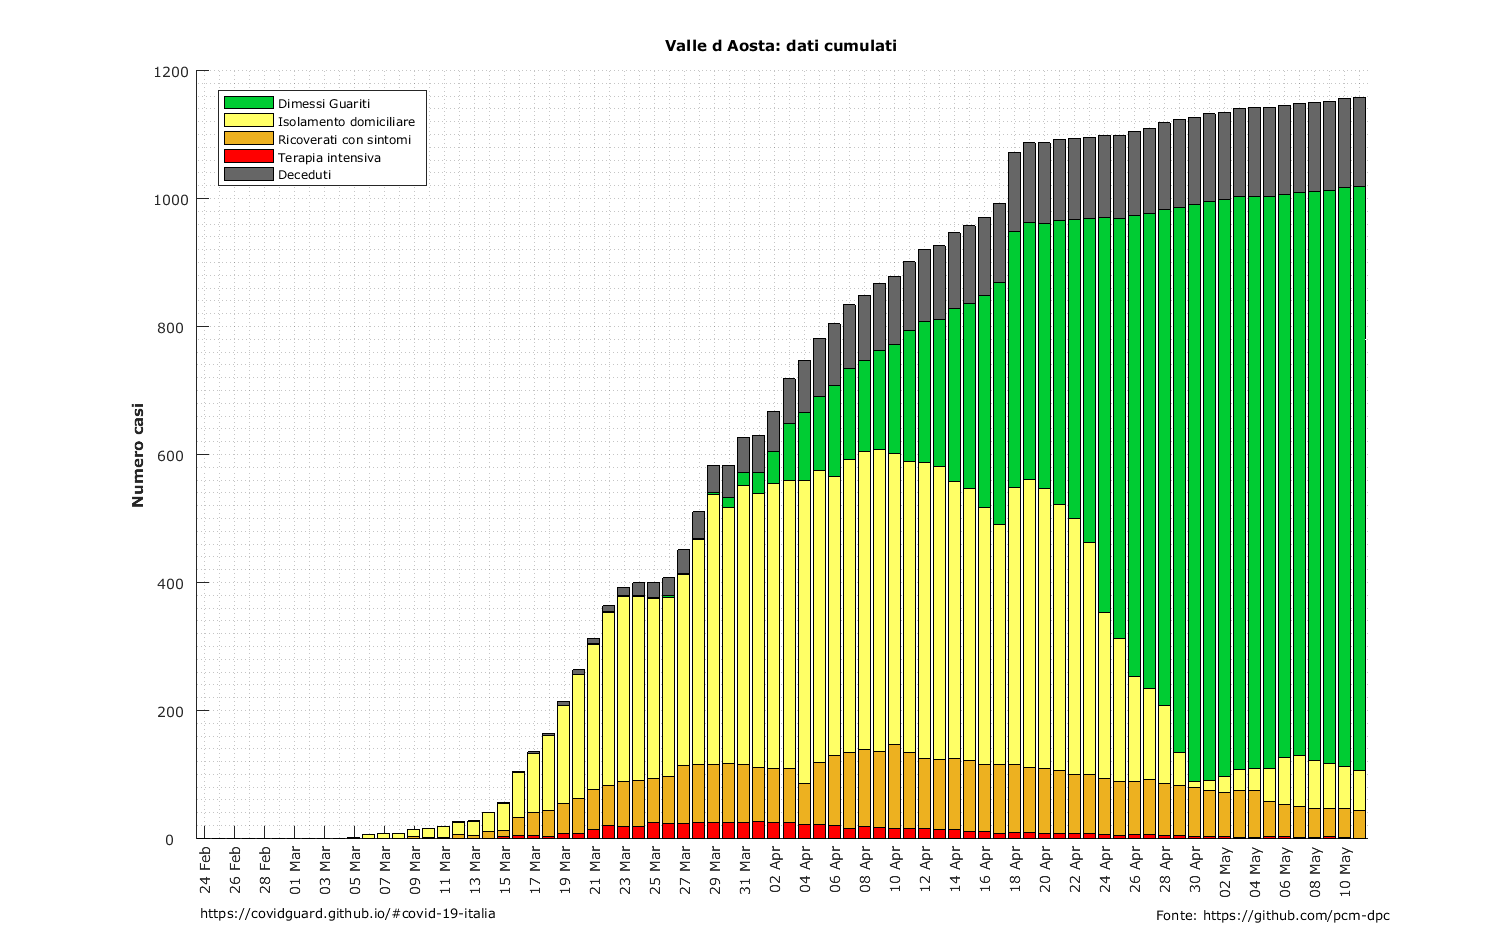 Valle d Aosta: dati cumulati
1200
1000
800
600
400
200
0
Numero casi
Dimessi Guariti
Isolamento domiciliare
Ricoverati con sintomi
Terapia intensiva
Deceduti
24 Feb
26 Feb
28 Feb
01 Mar
03 Mar
05 Mar
07 Mar
09 Mar
11 Mar
13 Mar
15 Mar
17 Mar
19 Mar
21 Mar
23 Mar
25 Mar
27 Mar
29 Mar
31 Mar
02 Apr
04 Apr
06 Apr
08 Apr
10 Apr
12 Apr
14 Apr
16 Apr
18 Apr
20 Apr
22 Apr
24 Apr
26 Apr
28 Apr
30 Apr
02 May
04 May
06 May
08 May
10 May
https://covidguard.github.io/#covid-19-italia
Fonte: https://github.com/pcm-dpc